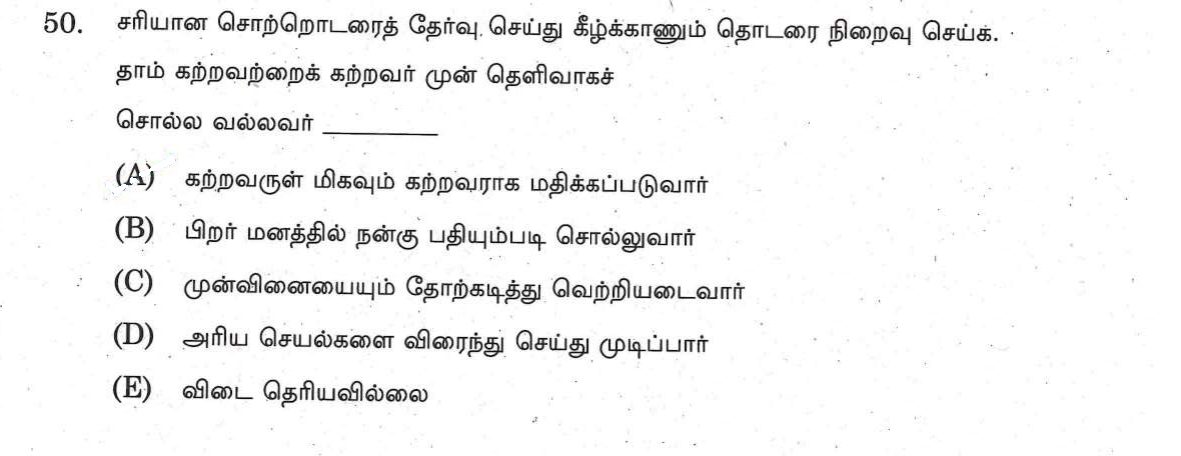 50. சரியான சொற்றொடரைத் தேர்வு செய்து கீழ்க்காணும் தொடரை நிறைவு செய்க.
தாம் கற்றவற்றைக் கற்றவர் முன் தெளிவாகச்
சொல்ல வல்லவர் ________
(A) கற்றவருள் மிகவும் கற்றவராக மதிக்கப்படுவார்
(B) பிறர் மனத்தில் நன்கு பதியும்படி சொல்லுவார்
(C) முன்வினையையும் தோற்கடித்து வெற்றியடைவார்
(D) அரிய செயல்களை விரைந்து செய்து முடிப்பார்
(E) விடை தெரியவில்லை